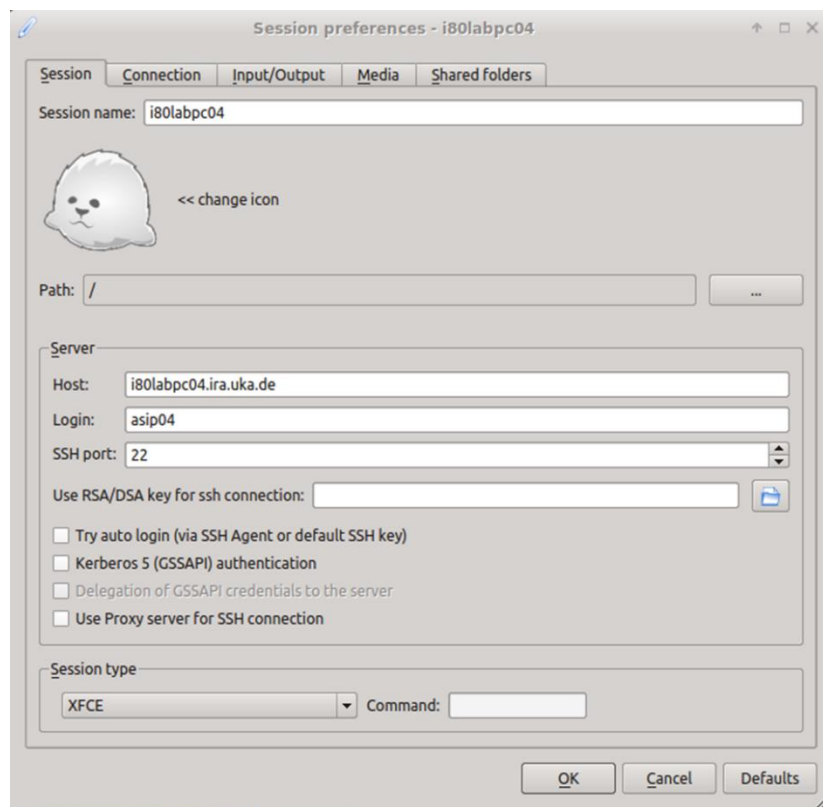 Session preferences - i80labpc04
Session Connection Input/Output Media Shared folders
Session name: i80labpc04
<< change icon
Path: / ...
Server
Host: i80labpc04.ira.uka.de
Login: asip04
SSH port: 22
Use RSA/DSA key for ssh connection:
Try auto login (via SSH Agent or default SSH key)
Kerberos 5 (GSSAPI) authentication
Delegation of GSSAPI credentials to the server
Use Proxy server for SSH connection
Session type
XFCE Command:
OK Cancel Defaults